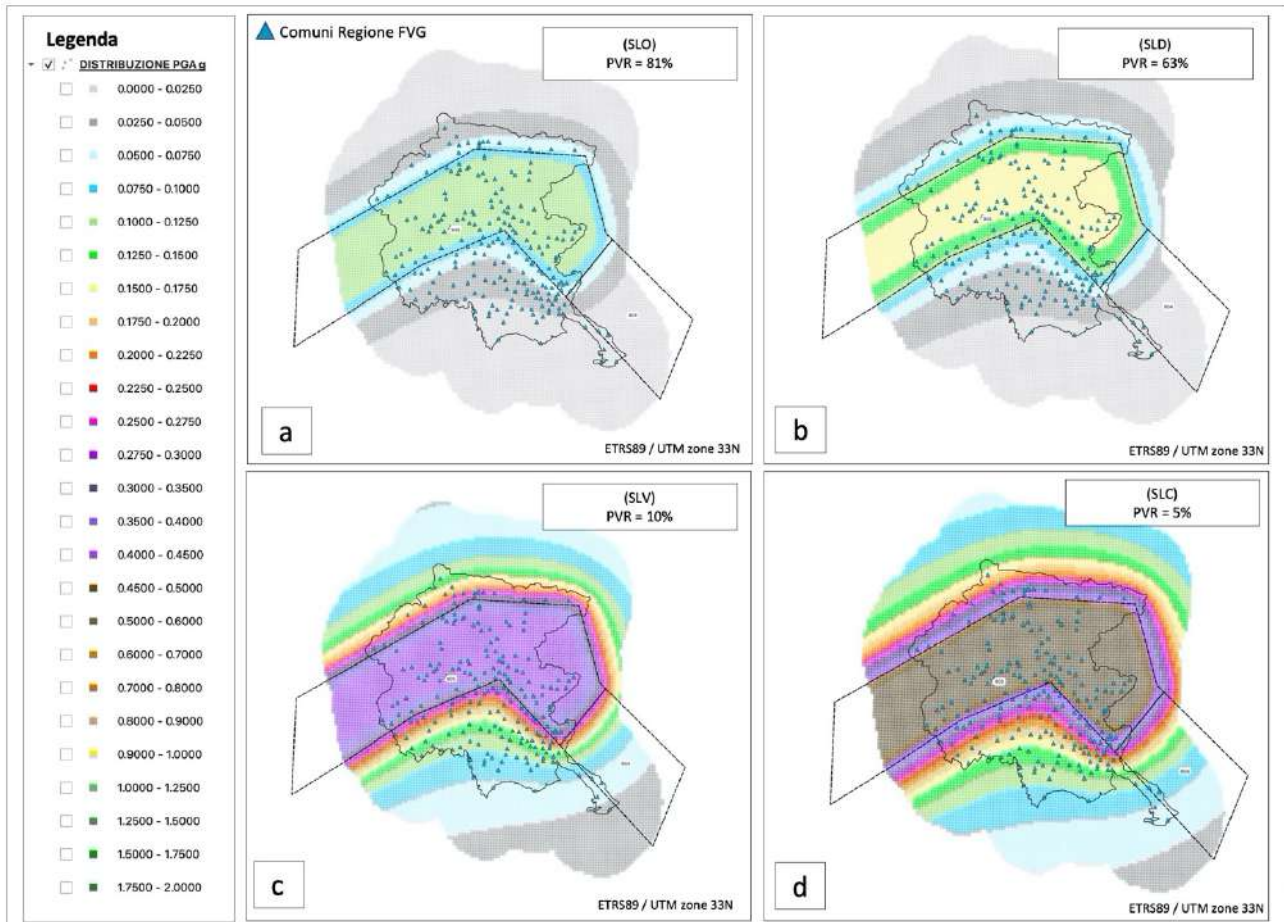 Legenda
DISTRIBUZIONE PGA g
0.0000 - 0.0250
0.0250 - 0.0500
0.0500 - 0.0750
0.0750 - 0.1000
0.1000 - 0.1250
0.1250 - 0.1500
0.1500 - 0.1750
0.1750 - 0.2000
0.2000 - 0.2250
0.2250 - 0.2500
0.2500 - 0.2750
0.2750 - 0.3000
0.3000 - 0.3500
0.3500 - 0.4000
0.4000 - 0.4500
0.4500 - 0.5000
0.5000 - 0.6000
0.6000 - 0.7000
0.7000 - 0.8000
0.8000 - 0.9000
0.9000 - 1.0000
1.0000 - 1.2500
1.2500 - 1.5000
1.5000 - 1.7500
1.7500 - 2.0000
Comuni Regione FVG
(SLO)
PVR = 81%
a
ETRS89 / UTM zone 33N
(SLD)
PVR = 63%
b
ETRS89 / UTM zone 33N
(SLV)
PVR = 10%
c
ETRS89 / UTM zone 33N
(SLC)
PVR = 5%
d
ETRS89 / UTM zone 33N